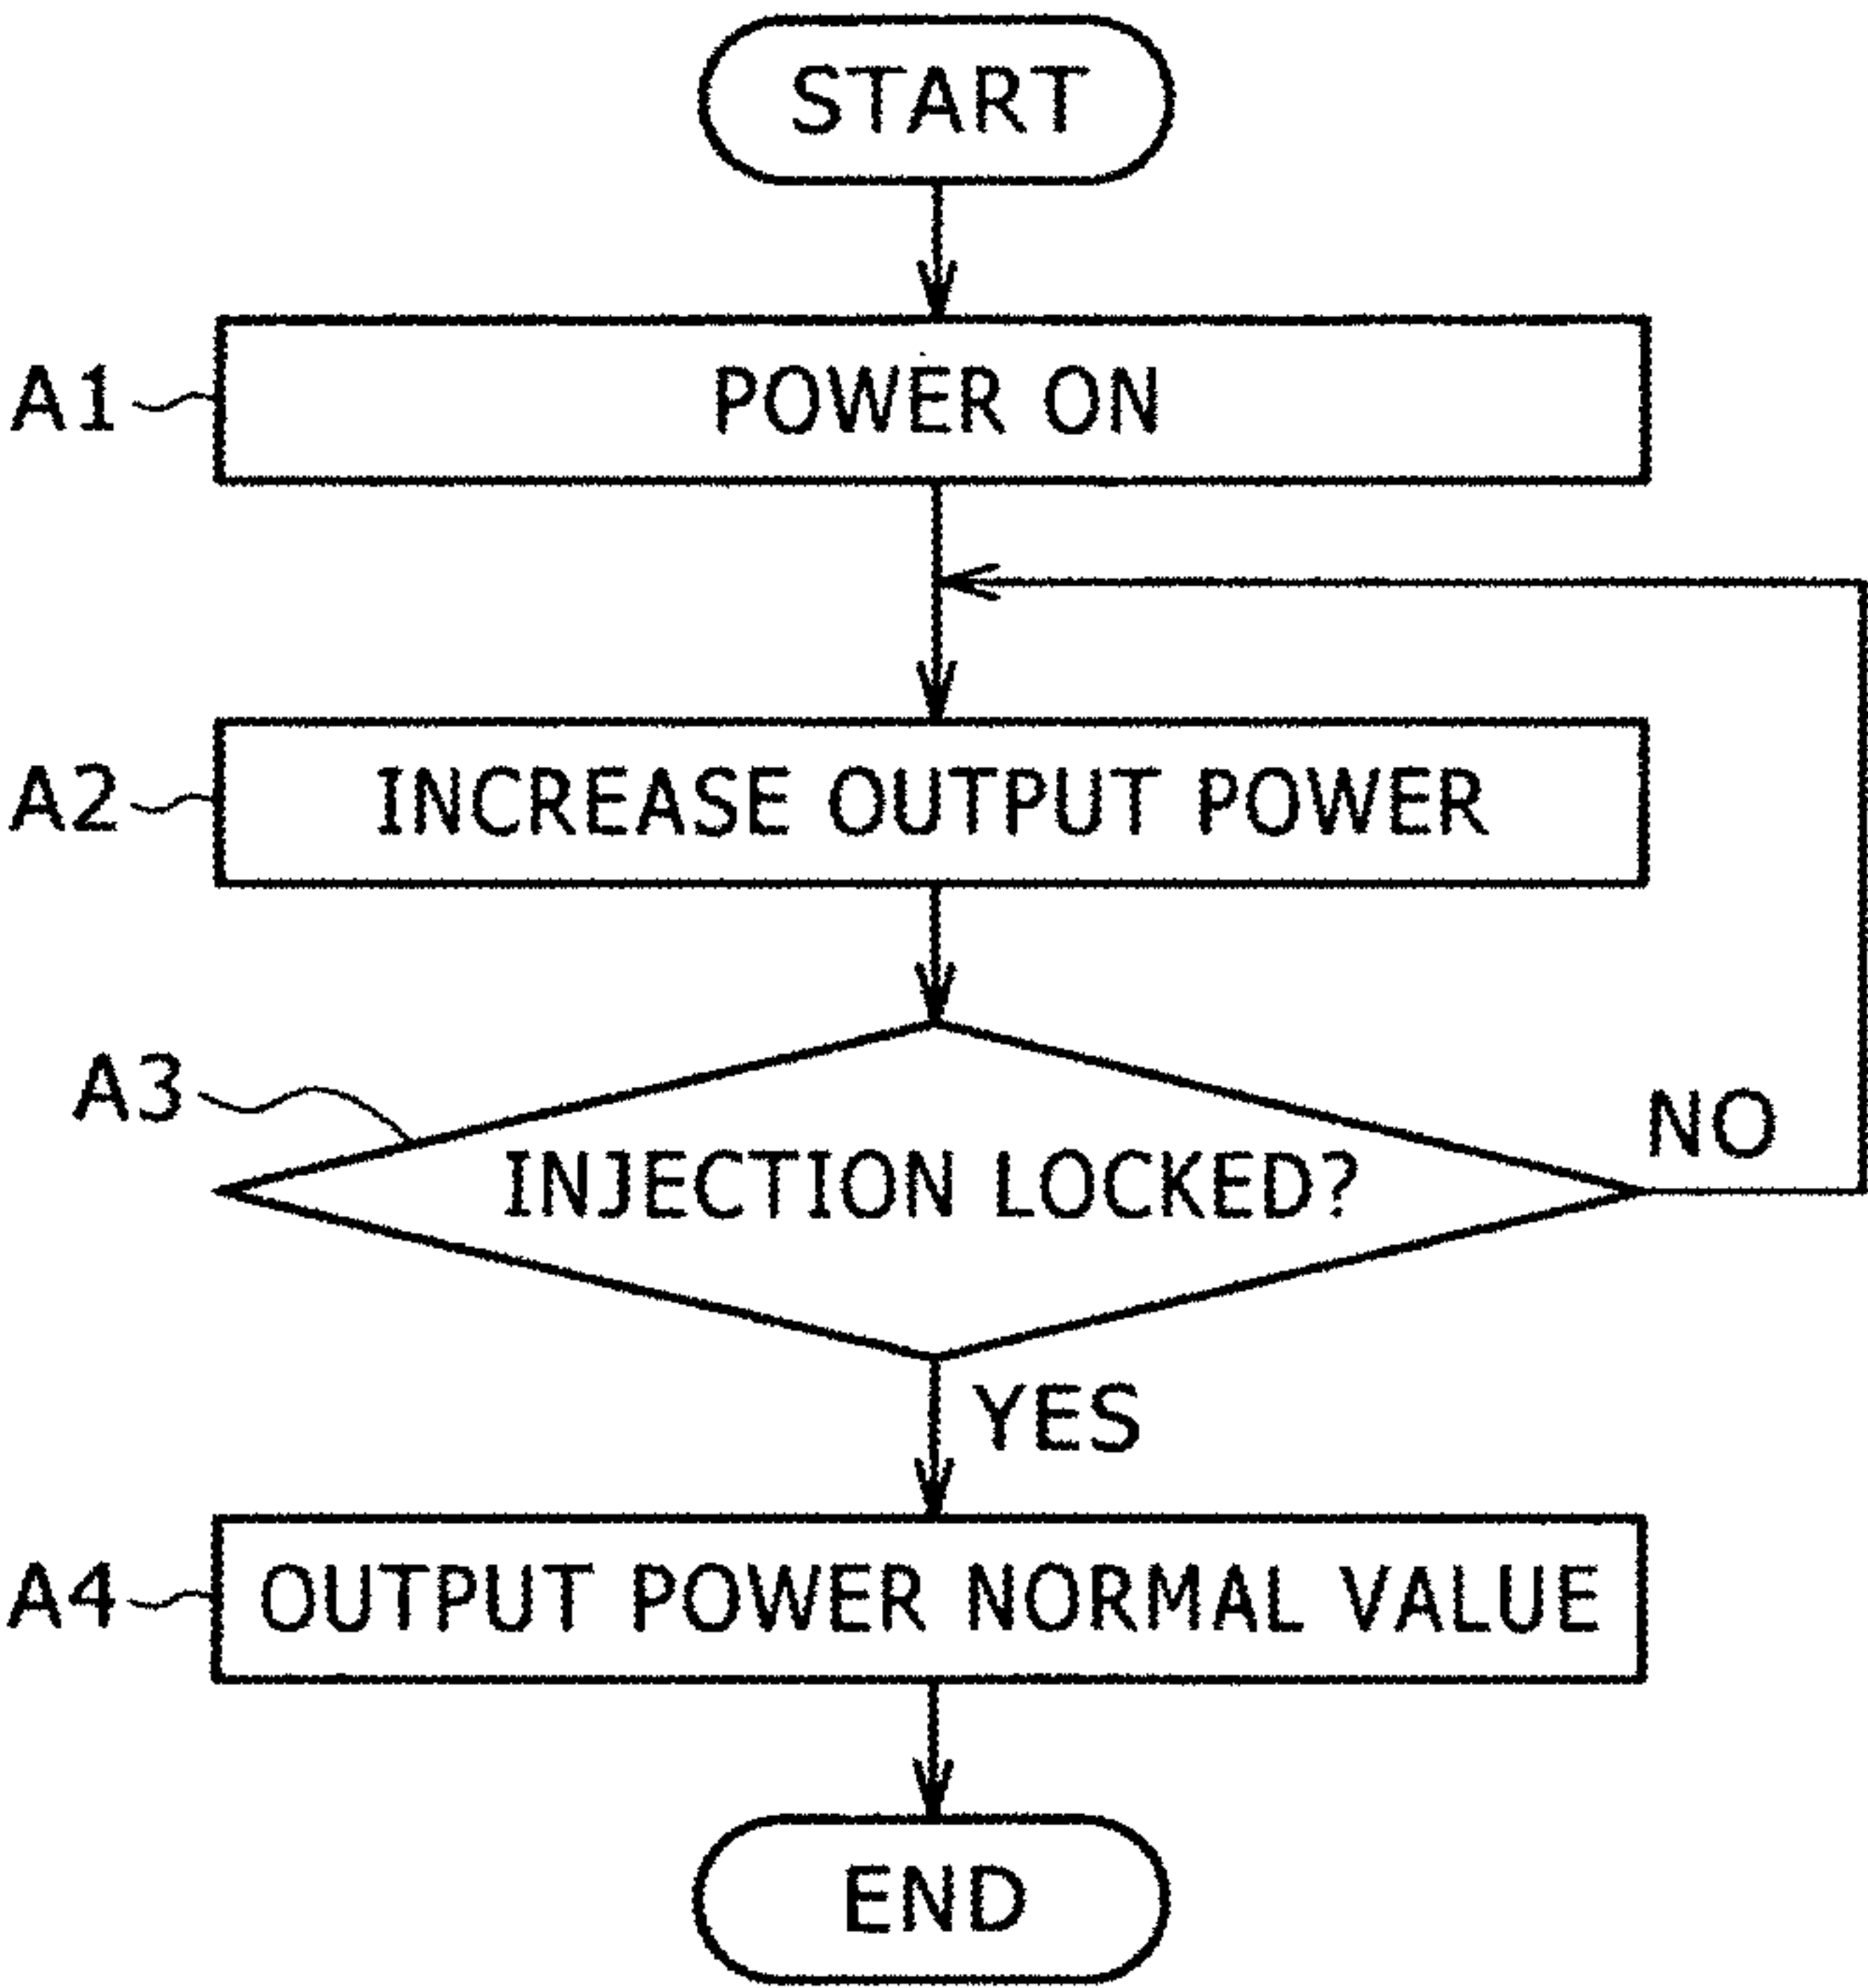 START
A1 POWER ON
A2 INCREASE OUTPUT POWER
A3
INJECTION LOCKED?
NO
YES
A4 OUTPUT POWER NORMAL VALUE
END